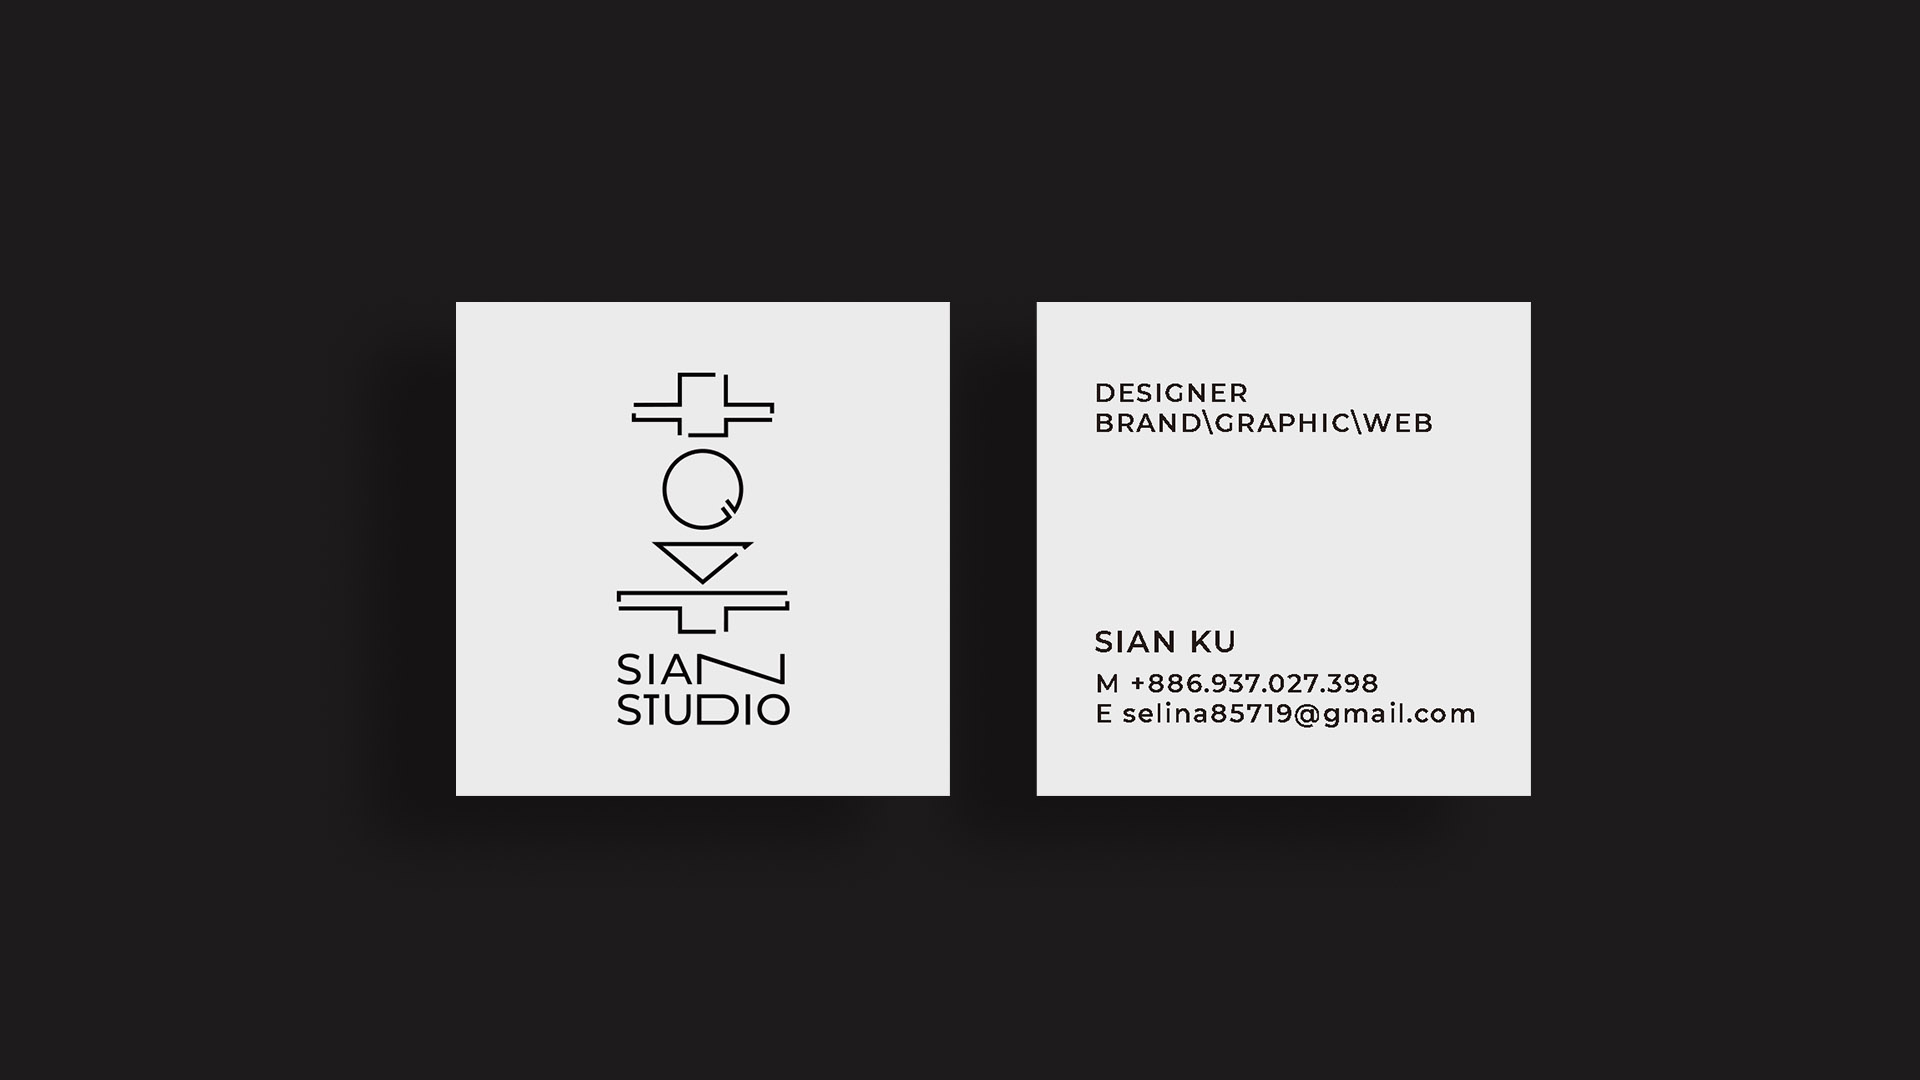 SIAN
STUDIO
DESIGNER
BRAND\GRAPHIC\WEB
SIAN KU
M +886.937.027.398
E selina85719@gmail.com